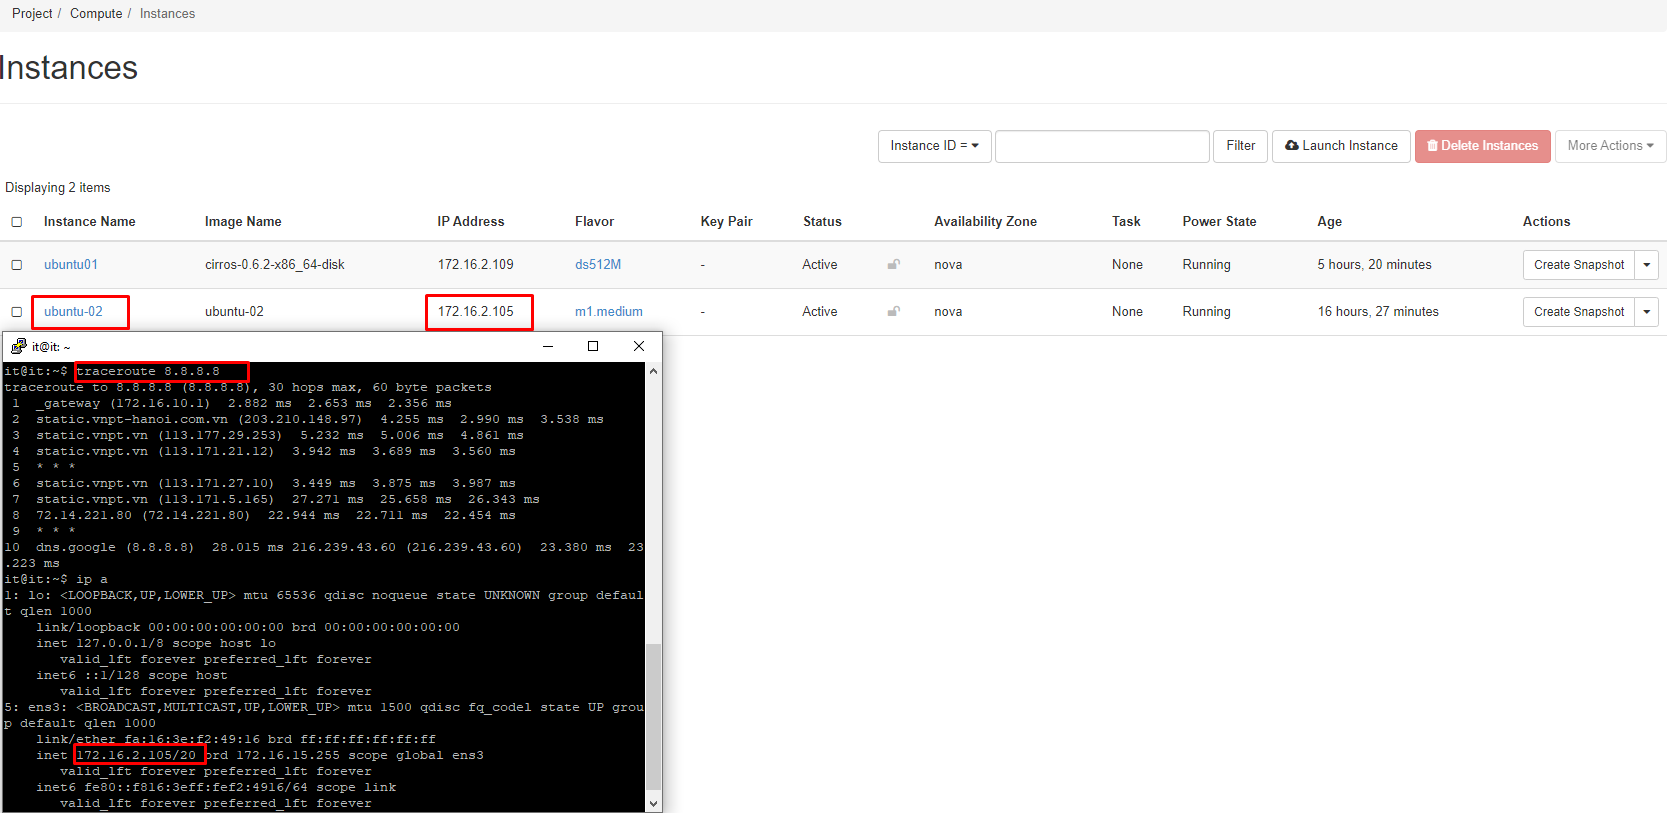 Project / Compute / Instances
Instances
Instance ID = Filter Launch Instance Delete Instances More Actions
Displaying 2 items
Instance Name Image Name IP Address Flavor Key Pair Status Availability Zone Task Power State Age Actions
ubuntu01 cirros-0.6.2-x86_64-disk 172.16.2.109 ds512M - Active nova None Running 5 hours, 20 minutes Create Snapshot
ubuntu-02 ubuntu-02 172.16.2.105 m1.medium - Active nova None Running 16 hours, 27 minutes Create Snapshot
it@it: ~
it@it:~$ traceroute 8.8.8.8
traceroute to 8.8.8.8 (8.8.8.8), 30 hops max, 60 byte packets
1 _gateway (172.16.10.1) 2.882 ms 2.653 ms 2.356 ms
2 static.vnpt-hanoi.com.vn (203.210.148.97) 4.255 ms 2.990 ms 3.538 ms
3 static.vnpt.vn (113.177.29.253) 5.232 ms 5.006 ms 4.861 ms
4 static.vnpt.vn (113.171.21.12) 3.942 ms 3.689 ms 3.560 ms
5 * * *
6 static.vnpt.vn (113.171.27.10) 3.449 ms 3.875 ms 3.987 ms
7 static.vnpt.vn (113.171.5.165) 27.271 ms 25.658 ms 26.343 ms
8 72.14.221.80 (72.14.221.80) 22.944 ms 22.711 ms 22.454 ms
9 * * *
10 dns.google (8.8.8.8) 28.015 ms 216.239.43.60 (216.239.43.60) 23.380 ms 23
.223 ms
it@it:~$ ip a
1: lo: <LOOPBACK,UP,LOWER_UP> mtu 65536 qdisc noqueue state UNKNOWN group defaul
t qlen 1000
link/loopback 00:00:00:00:00:00 brd 00:00:00:00:00:00
inet 127.0.0.1/8 scope host lo
valid_lft forever preferred_lft forever
inet6 ::1/128 scope host
valid_lft forever preferred_lft forever
5: ens3: <BROADCAST,MULTICAST,UP,LOWER_UP> mtu 1500 qdisc fq_codel state UP grou
p default qlen 1000
link/ether fa:16:3e:f2:49:16 brd ff:ff:ff:ff:ff:ff
inet 172.16.2.105/20 brd 172.16.15.255 scope global ens3
valid_lft forever preferred_lft forever
inet6 fe80::f816:3eff:fef2:4916/64 scope link
valid_lft forever preferred_lft forever